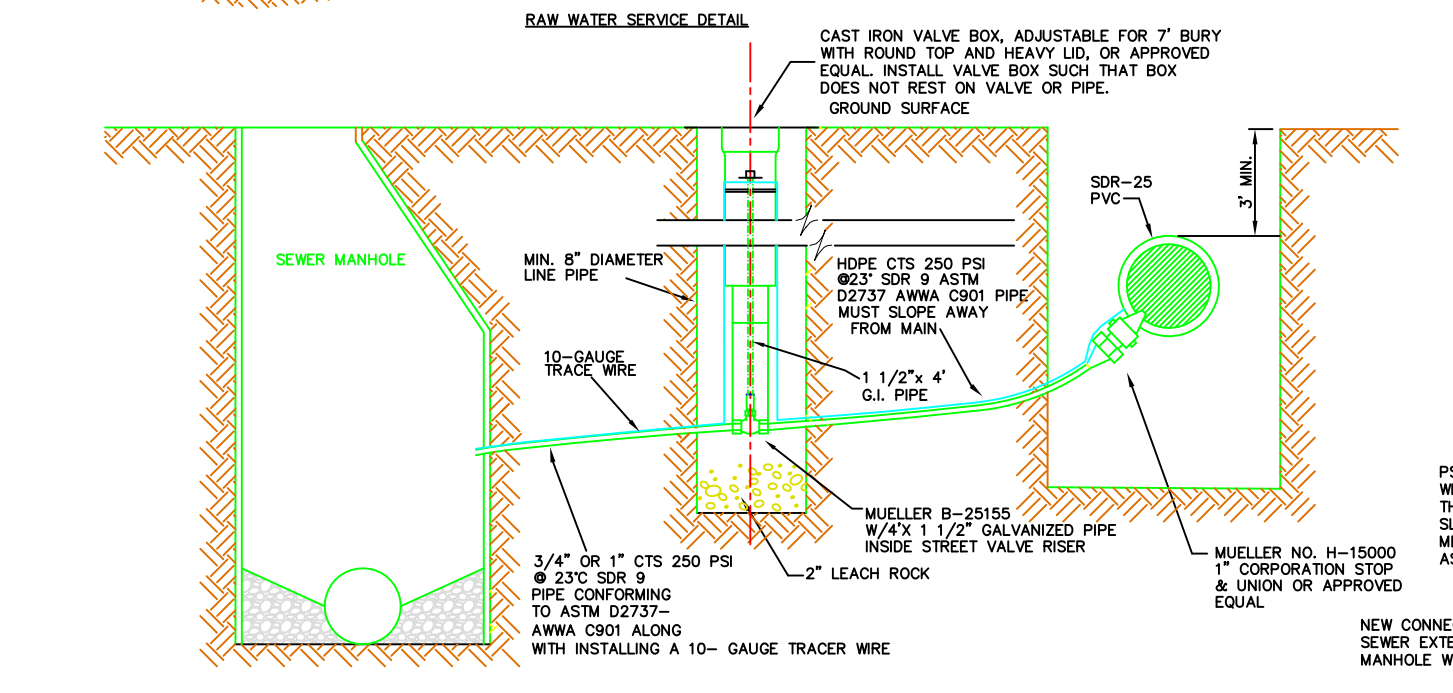 RAW WATER SERVICE DETAIL
CAST IRON VALVE BOX, ADJUSTABLE FOR 7' BURY
WITH ROUND TOP AND HEAVY LID, OR APPROVED
EQUAL. INSTALL VALVE BOX SUCH THAT BOX
DOES NOT REST ON VALVE OR PIPE.
GROUND SURFACE
SDR-25
PVC
3' MIN.
SEWER MANHOLE
MIN. 8" DIAMETER
LINE PIPE
HDPE CTS 250 PSI
@23° SDR 9 ASTM
D2737 AWWA C901 PIPE
MUST SLOPE AWAY
FROM MAIN
10-GAUGE
TRACE WIRE
1 1/2"x 4'
G.I. PIPE
MUELLER B-25155
W/4'X 1 1/2" GALVANIZED PIPE
INSIDE STREET VALVE RISER
2" LEACH ROCK
3/4" OR 1" CTS 250 PSI
@ 23°C SDR 9
PIPE CONFORMING
TO ASTM D2737-
AWWA C901 ALONG
WITH INSTALLING A 10- GAUGE TRACER WIRE
MUELLER NO. H-15000
1" CORPORATION STOP
& UNION OR APPROVED
EQUAL
PS
TH
SL
AS
NEW CONNE
SEWER EXTE
MANHOLE W